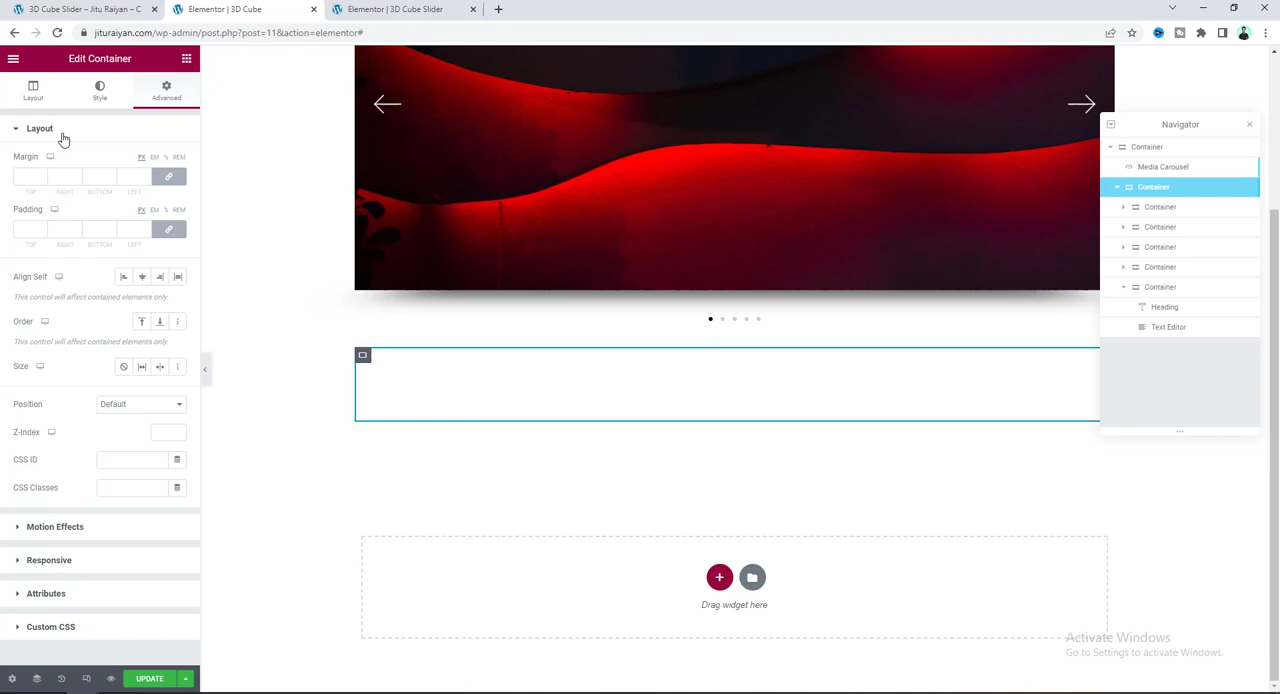 3D Cube Slider – Jitu Raiyan – C
Elementor | 3D Cube
Elementor | 3D Cube Slider
jituraiyan.com/wp-admin/post.php?post=11&action=elementor#
Edit Container
Layout
Style
Advanced
Layout
Margin
PX EM % REM
TOP RIGHT BOTTOM LEFT
Padding
PX EM % REM
TOP RIGHT BOTTOM LEFT
Align Self
This control will affect contained elements only.
Order
This control will affect contained elements only.
Size
Position
Default
Z-Index
CSS ID
CSS Classes
Motion Effects
Responsive
Attributes
Custom CSS
UPDATE
Drag widget here
Navigator
Container
Media Carousel
Container
Container
Container
Container
Container
Container
Heading
Text Editor
Activate Windows
Go to Settings to activate Windows.